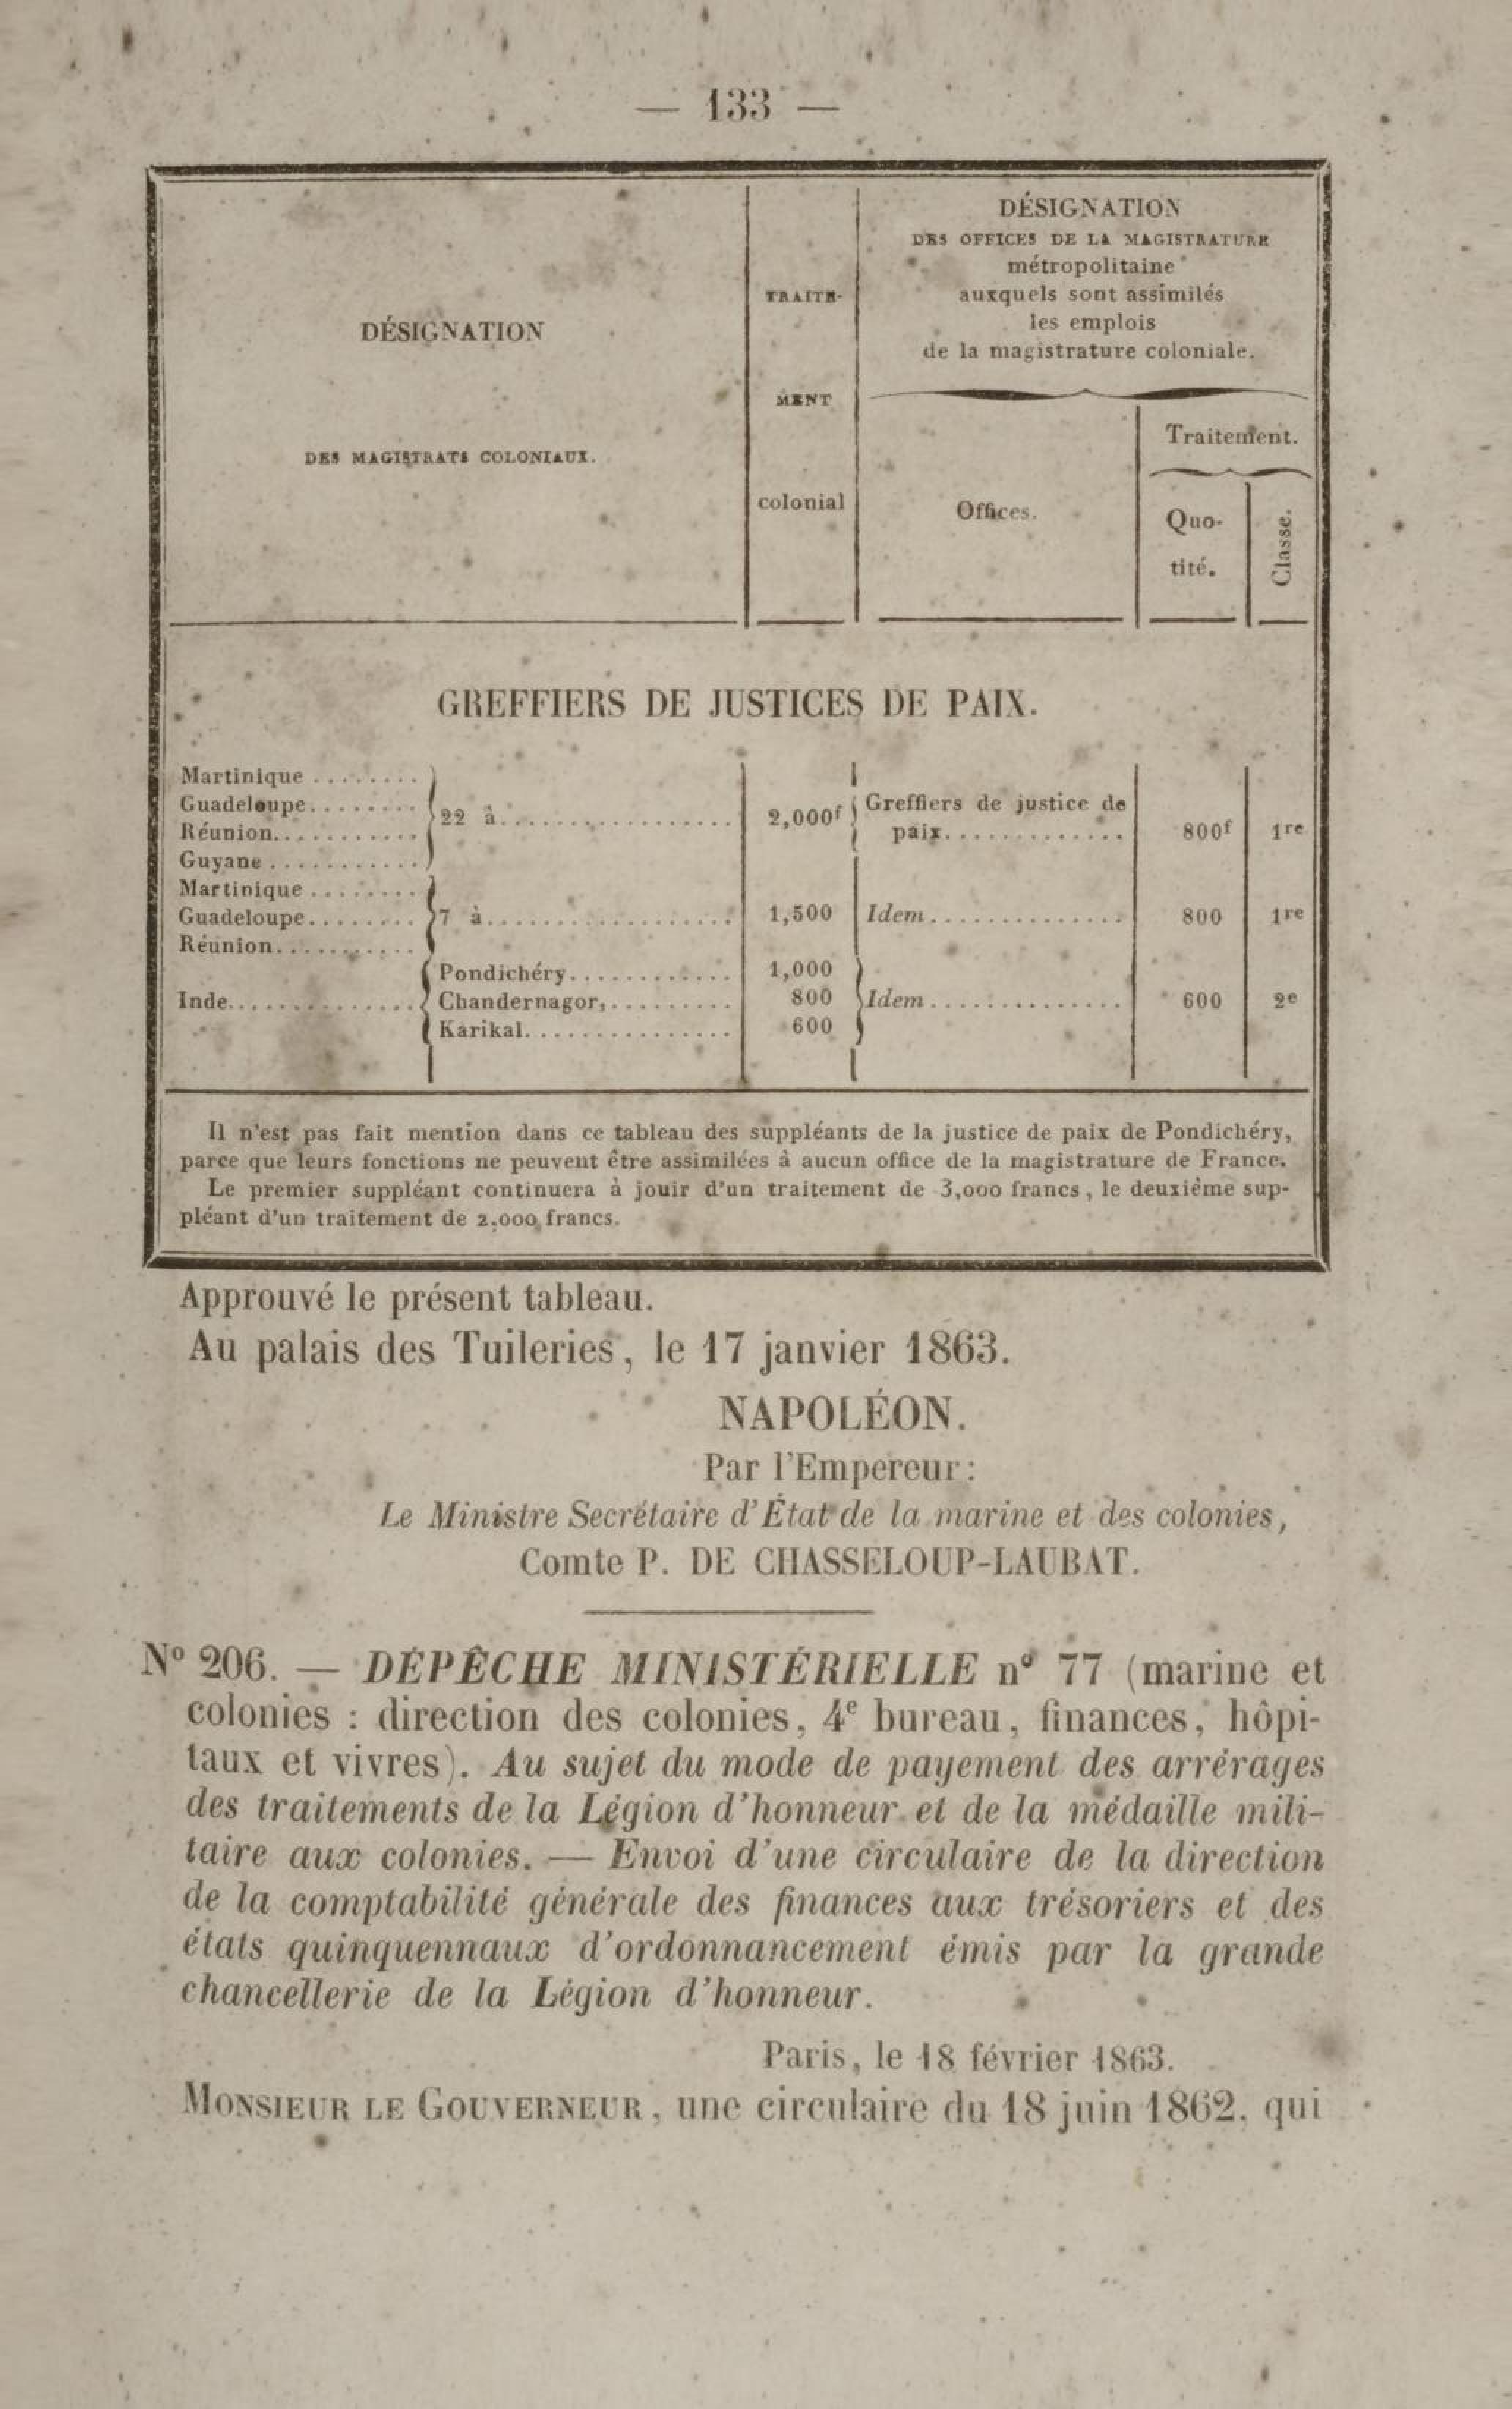 — 133 —
DÉSIGNATION
DES MAGISTRATS COLONIAUX.
TRAITE-
MENT
colonial
DÉSIGNATION
DES OFFICES DE LA MAGISTRATURE
métropolitaine
auxquels sont assimilés
les emplois
de la magistrature coloniale.
Offices.
Traitement.
Quo-
tité.
Classe.
GREFFIERS DE JUSTICES DE PAIX.
Martinique ........
Guadeloupe........
Réunion...........
Guyane ...........
22 à.................. 2,000f Greffiers de justice de
paix............. 800f 1re
Martinique ........
Guadeloupe........ 7 à................... 1,500 Idem.............. 800 1re
Réunion...........
Pondichéry............ 1,000
Inde.............. Chandernagor,......... 800 Idem.............. 600 2e
Karikal............... 600
Il n'est pas fait mention dans ce tableau des suppléants de la justice de paix de Pondichéry,
parce que leurs fonctions ne peuvent être assimilées à aucun office de la magistrature de France.
Le premier suppléant continuera à jouir d'un traitement de 3,000 francs, le deuxième sup-
pléant d'un traitement de 2,000 francs.
Approuvé le présent tableau.
Au palais des Tuileries, le 17 janvier 1863.
NAPOLÉON.
Par l'Empereur:
Le Ministre Secrétaire d'État de la marine et des colonies,
Comte P. DE CHASSELOUP-LAUBAT.
No 206. — DÉPÊCHE MINISTÉRIELLE no 77 (marine et
colonies : direction des colonies, 4e bureau, finances, hôpi-
taux et vivres). Au sujet du mode de payement des arrérages
des traitements de la Légion d'honneur et de la médaille mili-
taire aux colonies. — Envoi d'une circulaire de la direction
de la comptabilité générale des finances aux trésoriers et des
états quinquennaux d'ordonnancement émis par la grande
chancellerie de la Légion d'honneur.
Paris, le 18 février 1863.
MONSIEUR LE GOUVERNEUR, une circulaire du 18 juin 1862, qui